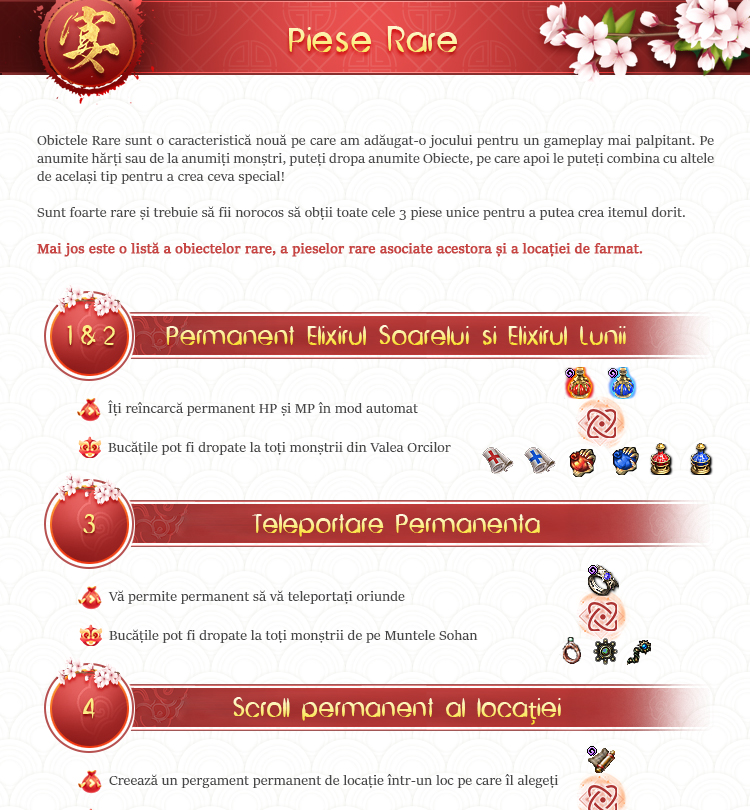 宴
Piese Rare
Obictele Rare sunt o caracteristică nouă pe care am adăugat-o jocului pentru un gameplay mai palpitant. Pe
anumite hărți sau de la anumiți monștri, puteți dropa anumite Obiecte, pe care apoi le puteți combina cu altele
de același tip pentru a crea ceva special!
Sunt foarte rare și trebuie să fii norocos să obții toate cele 3 piese unice pentru a putea crea itemul dorit.
Mai jos este o listă a obiectelor rare, a pieselor rare asociate acestora și a locației de farmat.
1 & 2
Permanent Elixirul Soarelui si Elixirul Lunii
Îți reîncarcă permanent HP și MP în mod automat
Bucățile pot fi dropate la toți monștrii din Valea Orcilor
3
Teleportare Permanenta
Vă permite permanent să vă teleportați oriunde
Bucățile pot fi dropate la toți monștrii de pe Muntele Sohan
4
Scroll permanent al locației
Creează un pergament permanent de locație într-un loc pe care îl alegeți